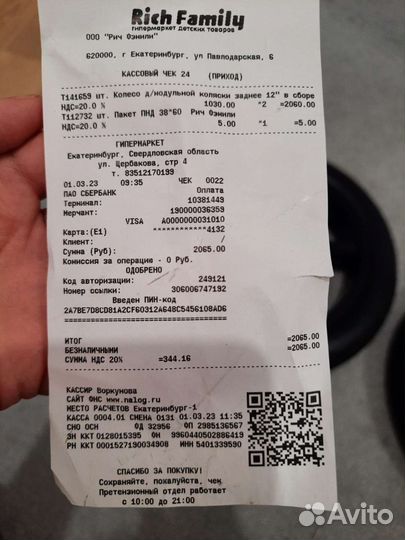 Rich Family
гипермаркет детских товаров
ООО "Рич Фэмили"
620000, г Екатеринбург, ул Павлодарская, 6
КАССОВЫЙ ЧЕК 24 (ПРИХОД)
T141659 шт. Колесо д/модульной коляски заднее 12" в сборе
НДС=20.0 % 1030.00 *2 =2060.00
T112732 шт. Пакет ПНД 38*60 Рич Фэмили
НДС=20.0 % 5.00 *1 =5.00
ГИПЕРМАРКЕТ
Екатеринбург, Свердловская область
ул. Щербакова, стр 4
т. 83512170199
01.03.23 09:35 ЧЕК 0022
ПАО СБЕРБАНК Оплата
Терминал: 10381449
Мерчант: 190000036359
VISA A0000000031010
Карта:(E1) ************4132
Клиент: /
Сумма (Руб): 2065.00
Комиссия за операцию - 0 Руб.
ОДОБРЕНО
Код авторизации: 249121
Номер ссылки: 306006747192
Введен ПИН-код
2A7BE7D8CD81A2CF60312A648C5456108AD6
==================================
ИТОГ =2065.00
БЕЗНАЛИЧНЫМИ =2065.00
СУММА НДС 20% =344.16
КАССИР Воркунова
САЙТ ФНС www.nalog.ru
МЕСТО РАСЧЕТОВ Екатеринбург-1
КАССА 0004.01 СМЕНА 0131 01.03.23 11:35
СНО ОСН ФД 32956 ФП 2985136567
ЗН ККТ 0128015395 ФН 9960440502886419
РН ККТ 0001527190034908 ИНН 5401339590
СПАСИБО ЗА ПОКУПКУ!
Сохраняйте, пожалуйста, чек
Претензионный отдел работает
с 10:00 до 21:00
Avito